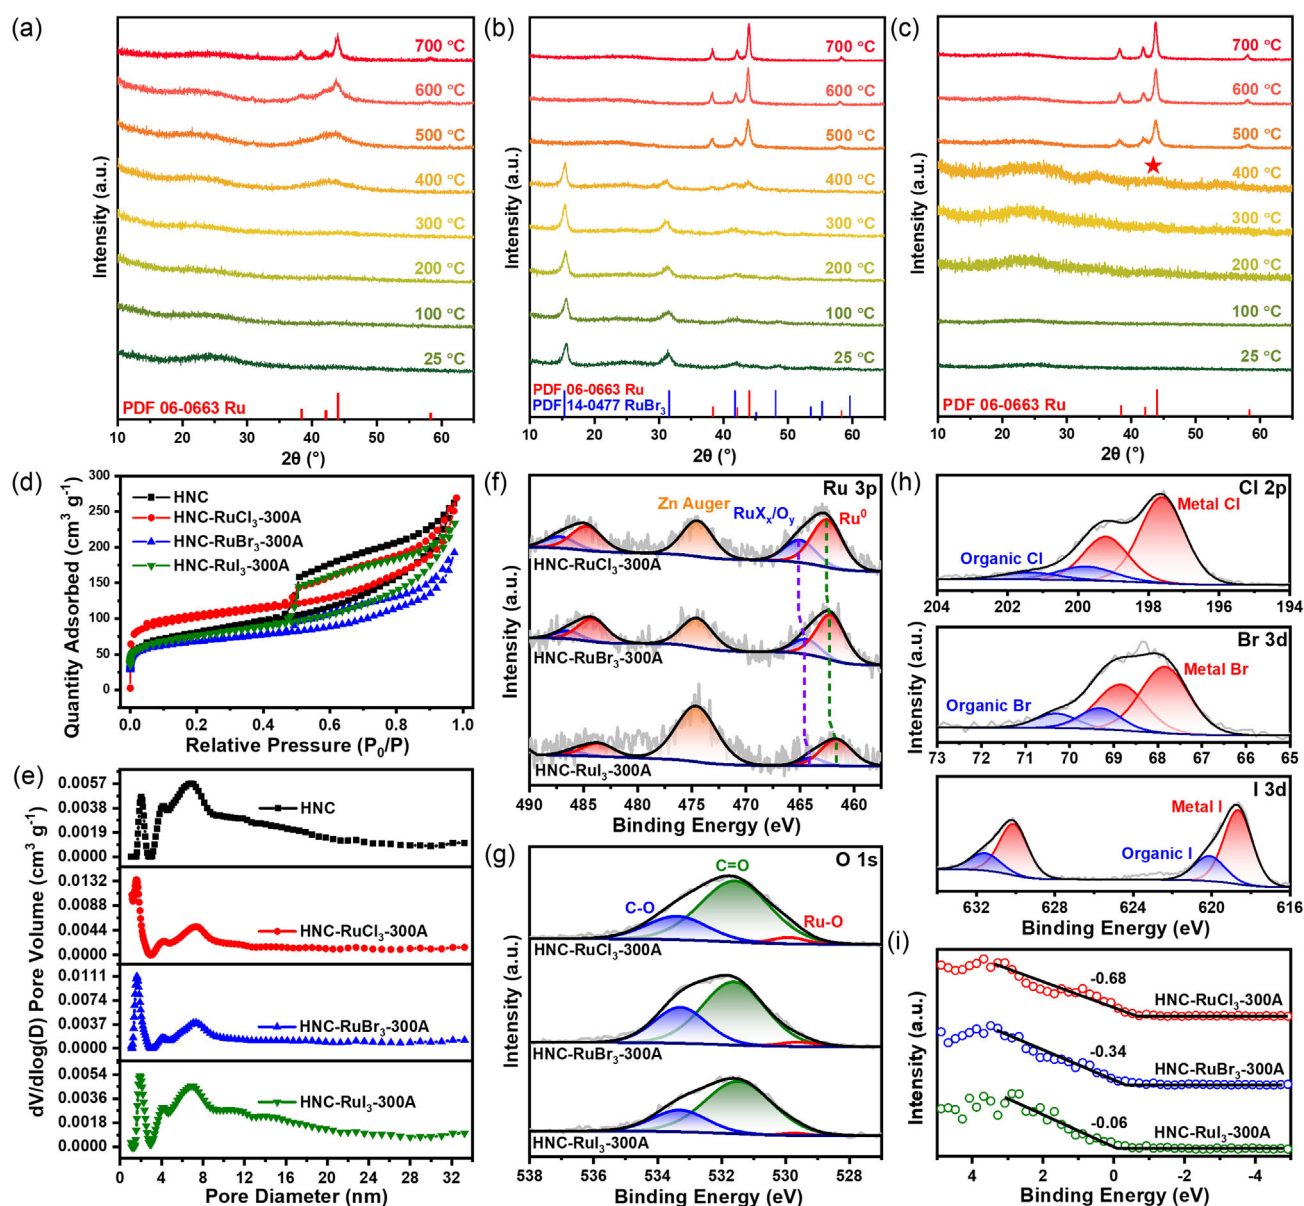 (a)
700 °C
600 °C
500 °C
400 °C
300 °C
200 °C
100 °C
25 °C
PDF 06-0663 Ru
Intensity (a.u.)
10 20 30 40 50 60
2θ (°)
(b)
700 °C
600 °C
500 °C
400 °C
300 °C
200 °C
100 °C
25 °C
PDF 06-0663 Ru
PDF 14-0477 RuBr3
Intensity (a.u.)
10 20 30 40 50 60
2θ (°)
(c)
700 °C
600 °C
500 °C
400 °C
300 °C
200 °C
100 °C
25 °C
PDF 06-0663 Ru
Intensity (a.u.)
10 20 30 40 50 60
2θ (°)
(d)
Quantity Adsorbed (cm3 g-1)
300
250
200
150
100
50
0
HNC
HNC-RuCl3-300A
HNC-RuBr3-300A
HNC-RuI3-300A
0.0 0.2 0.4 0.6 0.8 1.0
Relative Pressure (P0/P)
(e)
dV/dlog(D) Pore Volume (cm3 g-1)
0.0057
0.0038
0.0019
0.0000
HNC
0.0132
0.0088
0.0044
0.0000
HNC-RuCl3-300A
0.0111
0.0074
0.0037
0.0000
HNC-RuBr3-300A
0.0054
0.0036
0.0018
0.0000
HNC-RuI3-300A
0 4 8 12 16 20 24 28 32
Pore Diameter (nm)
(f)
Ru 3p
Zn Auger
RuXx/Oy
Ru0
HNC-RuCl3-300A
HNC-RuBr3-300A
HNC-RuI3-300A
Intensity (a.u.)
490 485 480 475 470 465 460
Binding Energy (eV)
(g)
O 1s
C=O
C-O
Ru-O
HNC-RuCl3-300A
HNC-RuBr3-300A
HNC-RuI3-300A
Intensity (a.u.)
538 536 534 532 530 528
Binding Energy (eV)
(h)
Cl 2p
Metal Cl
Organic Cl
204 202 200 198 196 194
Br 3d
Metal Br
Organic Br
73 72 71 70 69 68 67 66 65
I 3d
Metal I
Organic I
Intensity (a.u.)
632 628 624 620 616
Binding Energy (eV)
(i)
-0.68
HNC-RuCl3-300A
-0.34
HNC-RuBr3-300A
-0.06
HNC-RuI3-300A
Intensity (a.u.)
4 2 0 -2 -4
Binding Energy (eV)